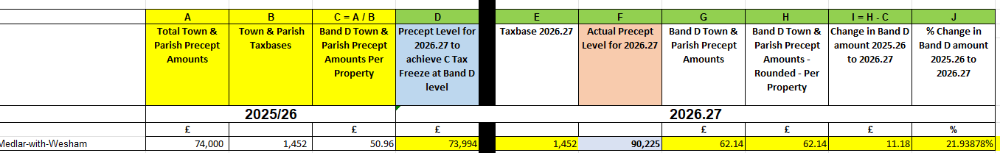 A B C = A / B D E F G H I = H - C J
Total Town & Parish Precept Amounts
Town & Parish Taxbases
Band D Town & Parish Precept Amounts Per Property
Precept Level for 2026.27 to achieve C Tax Freeze at Band D level
Taxbase 2026.27
Actual Precept Level for 2026.27
Band D Town & Parish Precept Amounts
Band D Town & Parish Precept Amounts - Rounded - Per Property
Change in Band D amount 2025.26 to 2026.27
% Change in Band D amount 2025.26 to 2026.27
2025/26 2026.27
£ £ £ £ £ £ £ %
Medlar-with-Wesham 74,000 1,452 50.96 73,994 1,452 90,225 62.14 62.14 11.18 21.93878%